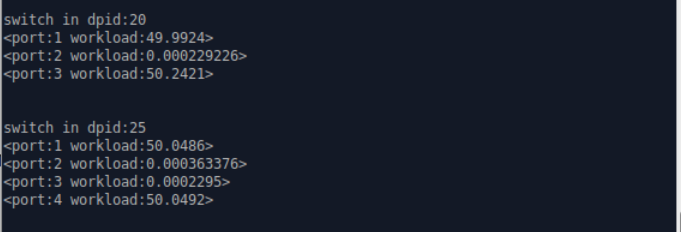 switch in dpid:20
<port:1 workload:49.9924>
<port:2 workload:0.000229226>
<port:3 workload:50.2421>
switch in dpid:25
<port:1 workload:50.0486>
<port:2 workload:0.000363376>
<port:3 workload:0.0002295>
<port:4 workload:50.0492>